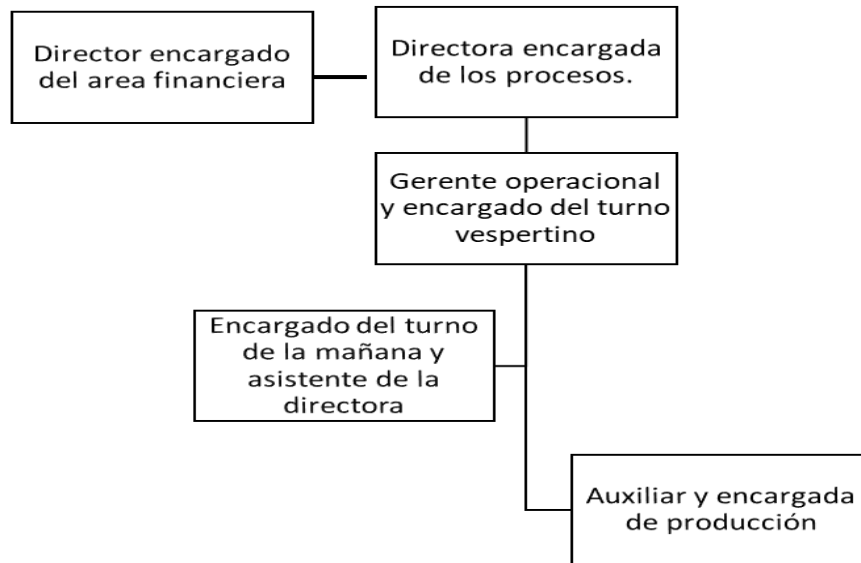 Director encargado
del area financiera
Directora encargada
de los procesos.
Gerente operacional
y encargado del turno
vespertino
Encargado del turno
de la mañana y
asistente de la
directora
Auxiliar y encargada
de producción